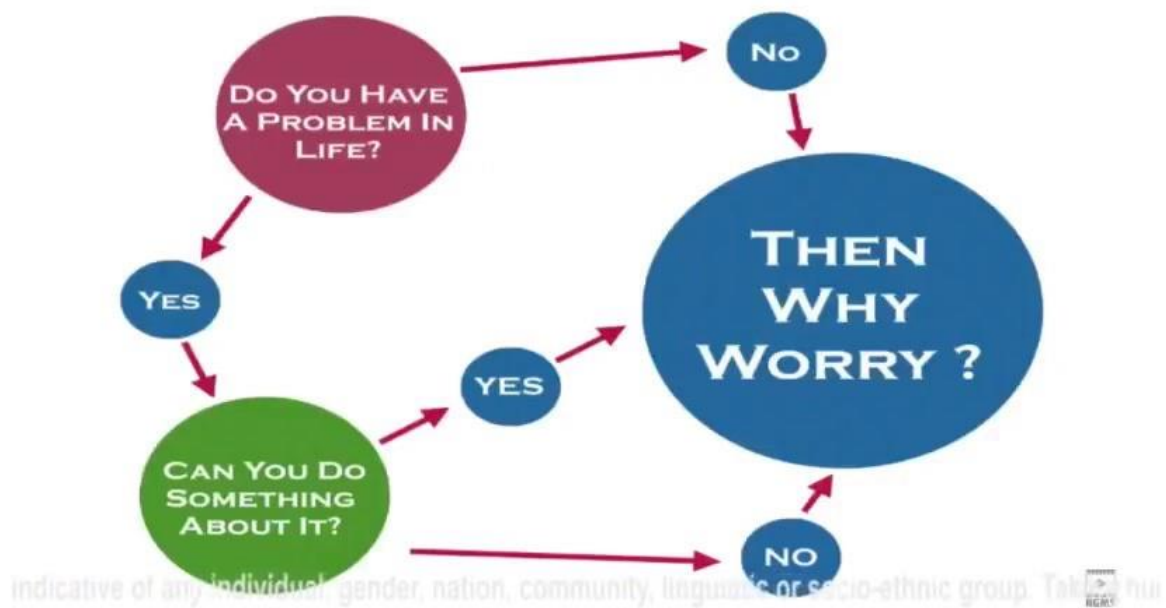 DO YOU HAVE
A PROBLEM IN
LIFE?
NO
YES
THEN
WHY
WORRY ?
YES
CAN YOU DO
SOMETHING
ABOUT IT?
NO
indicative of any individual, gender, nation, community, linguistic or socio-ethnic group. Taking